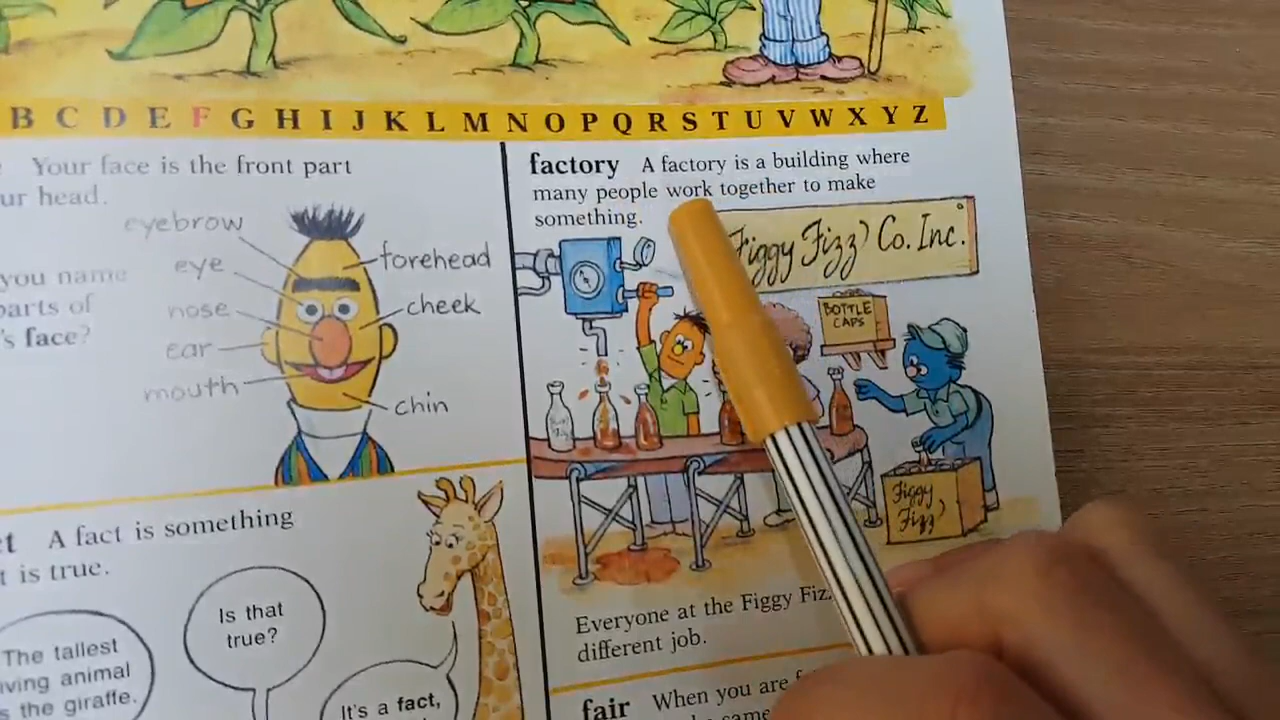 B C D E F G H I J K L M N O P Q R S T U V W X Y Z
Your face is the front part
head.
eyebrow
eye
nose
ear
mouth
forehead
cheek
chin
you name
parts of
face?
A fact is something
is true.
Is that
true?
The tallest
animal
the giraffe.
It's a fact,
factory A factory is a building where
many people work together to make
something.
Figgy Fizz Co. Inc.
BOTTLE
CAPS
Figgy
Fizz
Everyone at the Figgy
different job.
fair When you are
same